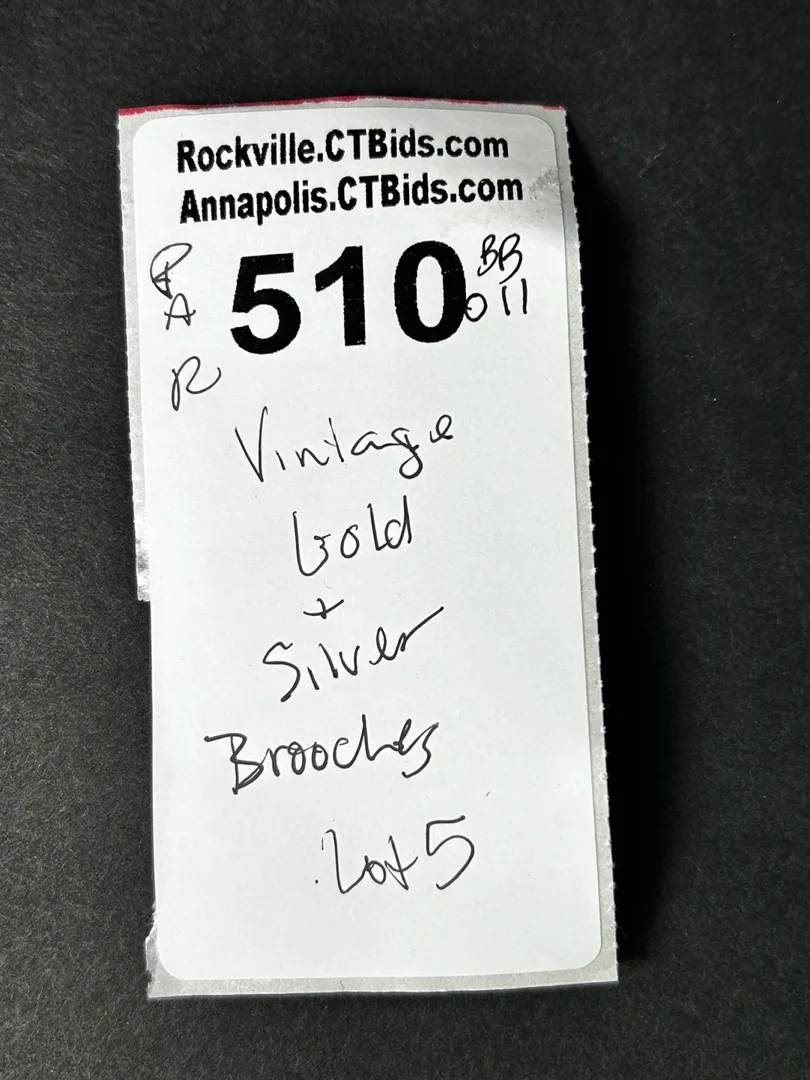 Rockville.CTBids.com
Annapolis.CTBids.com
P
A
R
510
BB
011
Vintage
Gold
+
Silver
Brooches
Lot 5